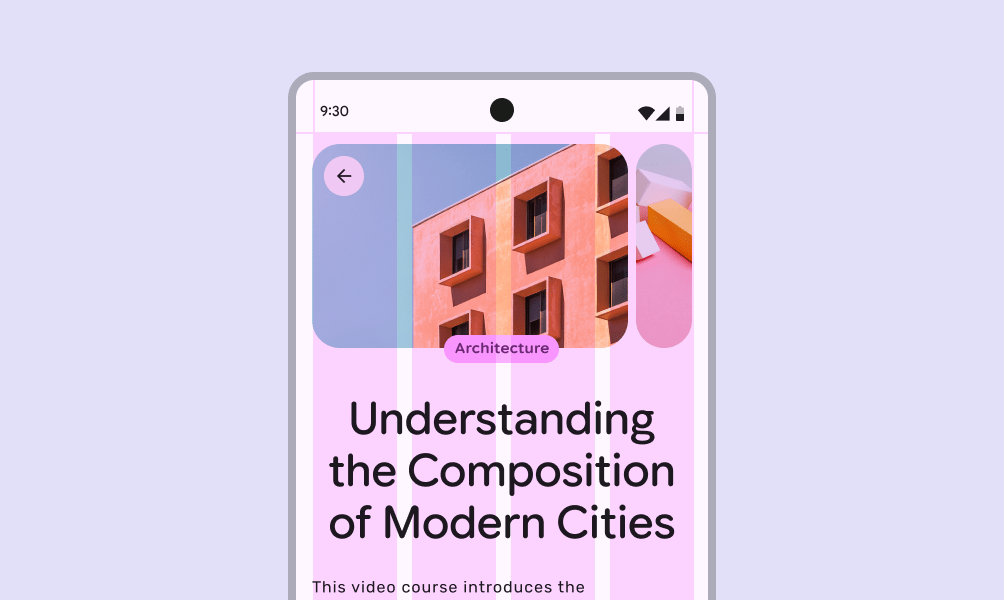 9:30
Architecture
Understanding
the Composition
of Modern Cities
This video course introduces the